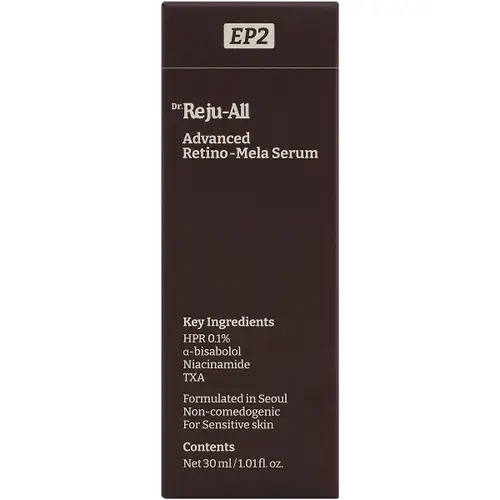 EP2
Dr.Reju-All
Advanced
Retino-Mela Serum
Key Ingredients
HPR 0.1%
α-bisabolol
Niacinamide
TXA
Formulated in Seoul
Non-comedogenic
For Sensitive skin
Contents
Net 30 ml/1.01 fl. oz.